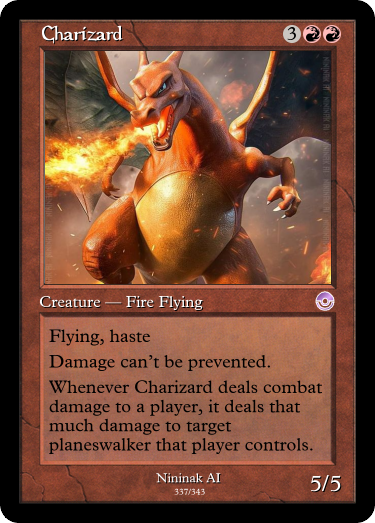 Charizard 3
Creature — Fire Flying
Flying, haste
Damage can't be prevented.
Whenever Charizard deals combat
damage to a player, it deals that
much damage to target
planeswalker that player controls.
Nininak AI
337/343
5/5